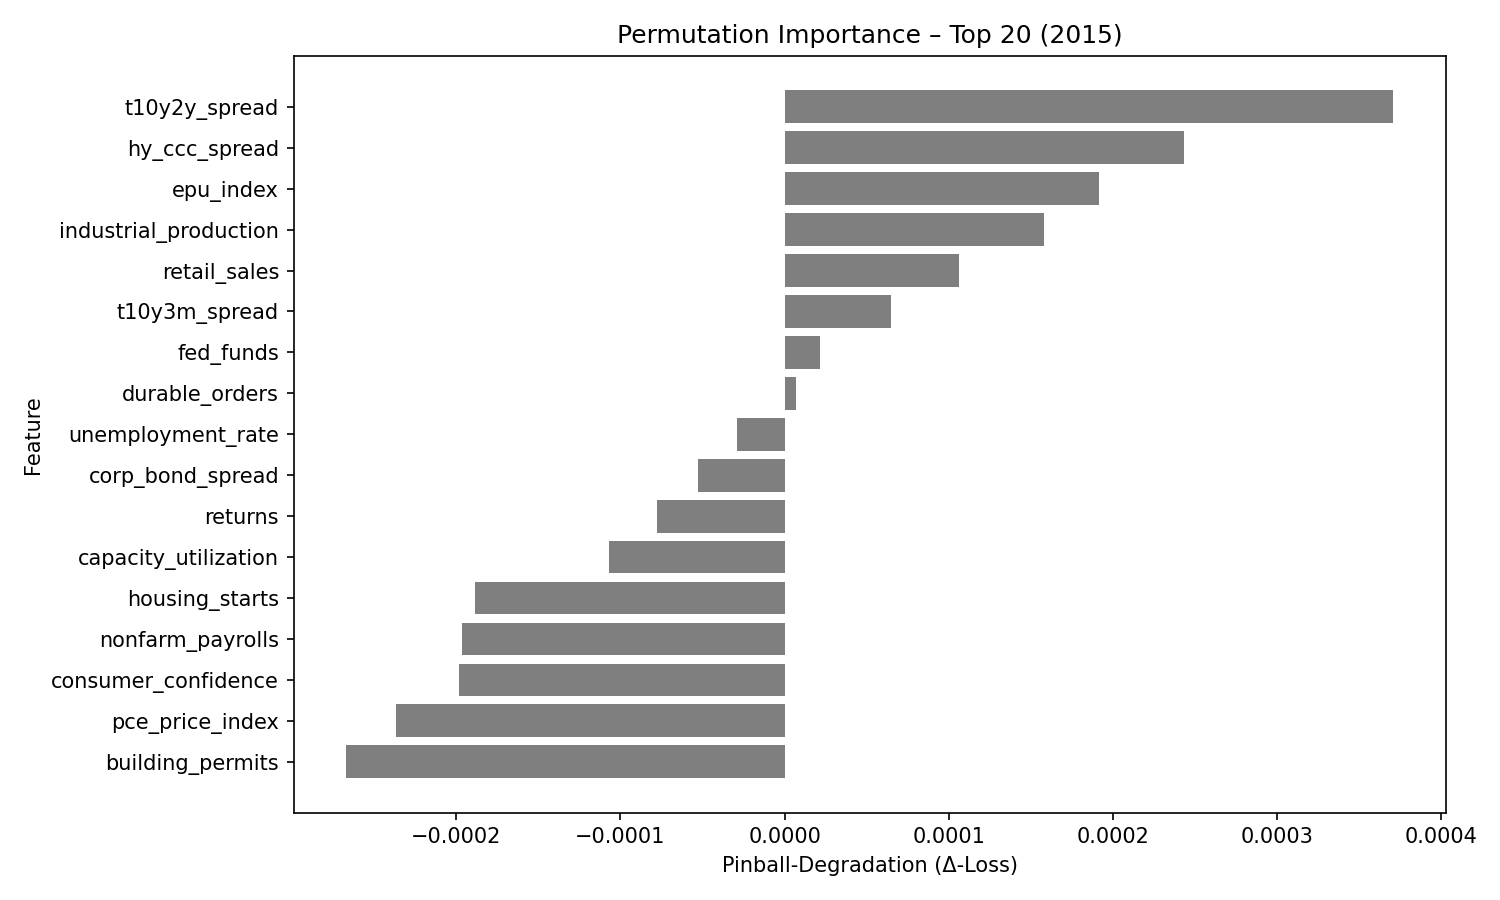 Permutation Importance – Top 20 (2015)
t10y2y_spread
hy_ccc_spread
epu_index
industrial_production
retail_sales
t10y3m_spread
fed_funds
durable_orders
unemployment_rate
corp_bond_spread
returns
capacity_utilization
housing_starts
nonfarm_payrolls
consumer_confidence
pce_price_index
building_permits
Feature
−0.0002 −0.0001 0.0000 0.0001 0.0002 0.0003 0.0004
Pinball-Degradation (Δ-Loss)